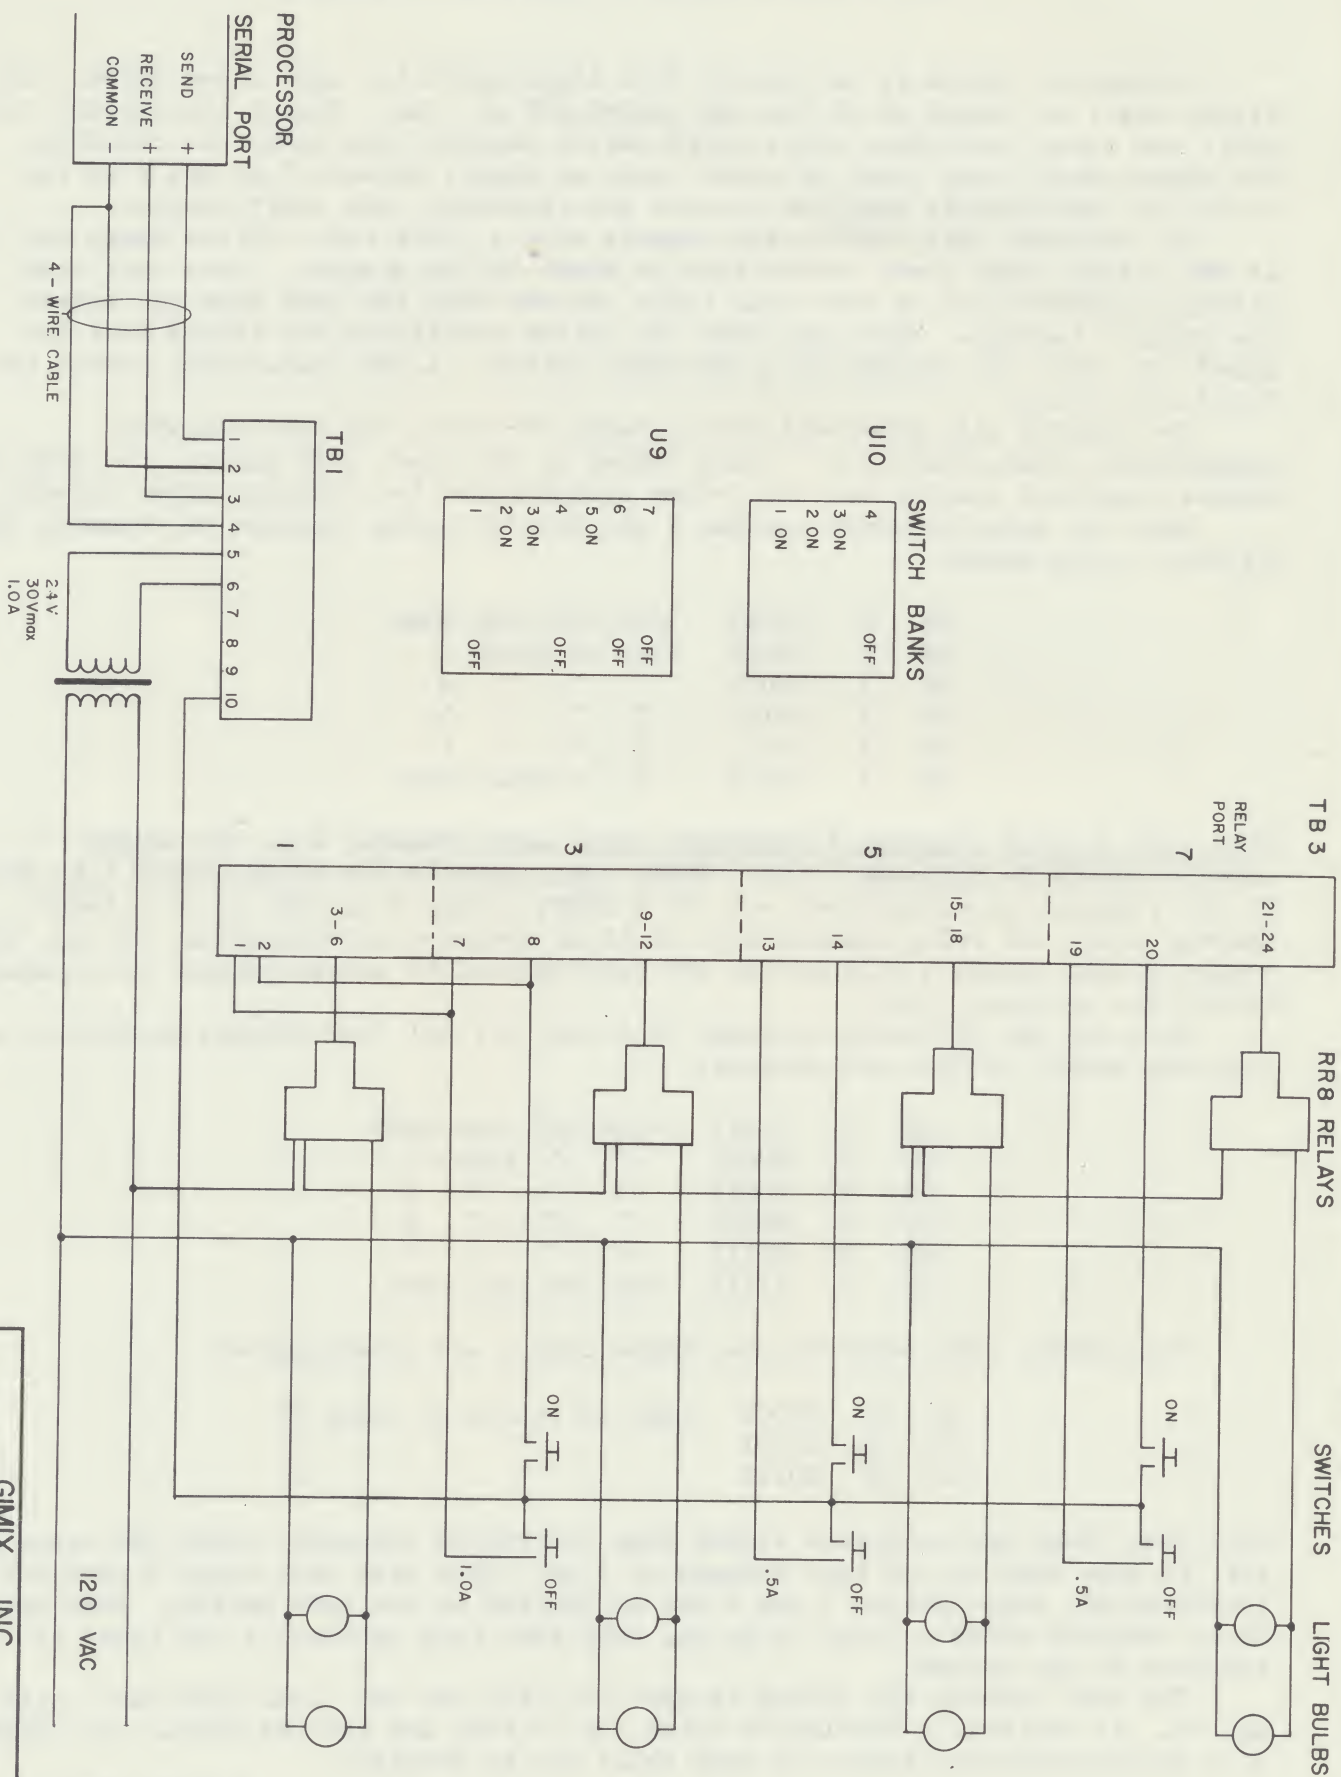 PROCESSOR
SERIAL PORT
SEND +
RECEIVE +
COMMON -
4 - WIRE CABLE
TB1
1 2 3 4 5 6 7 8 9 10
24V
30Vmax
1.0A
SWITCH BANKS
U10
4 OFF
3 ON
2 ON
1 ON
U9
7 OFF
6 OFF
5 ON
4 OFF
3 ON
2 ON
1 OFF
TB3
RELAY
PORT
7
5
3
1
21-24
20
19
15-18
14
13
9-12
8
7
3-6
2
1
RR8 RELAYS
SWITCHES
LIGHT BULBS
ON OFF
.5A
ON OFF
.5A
ON OFF
1.0A
120 VAC
GIMIX INC